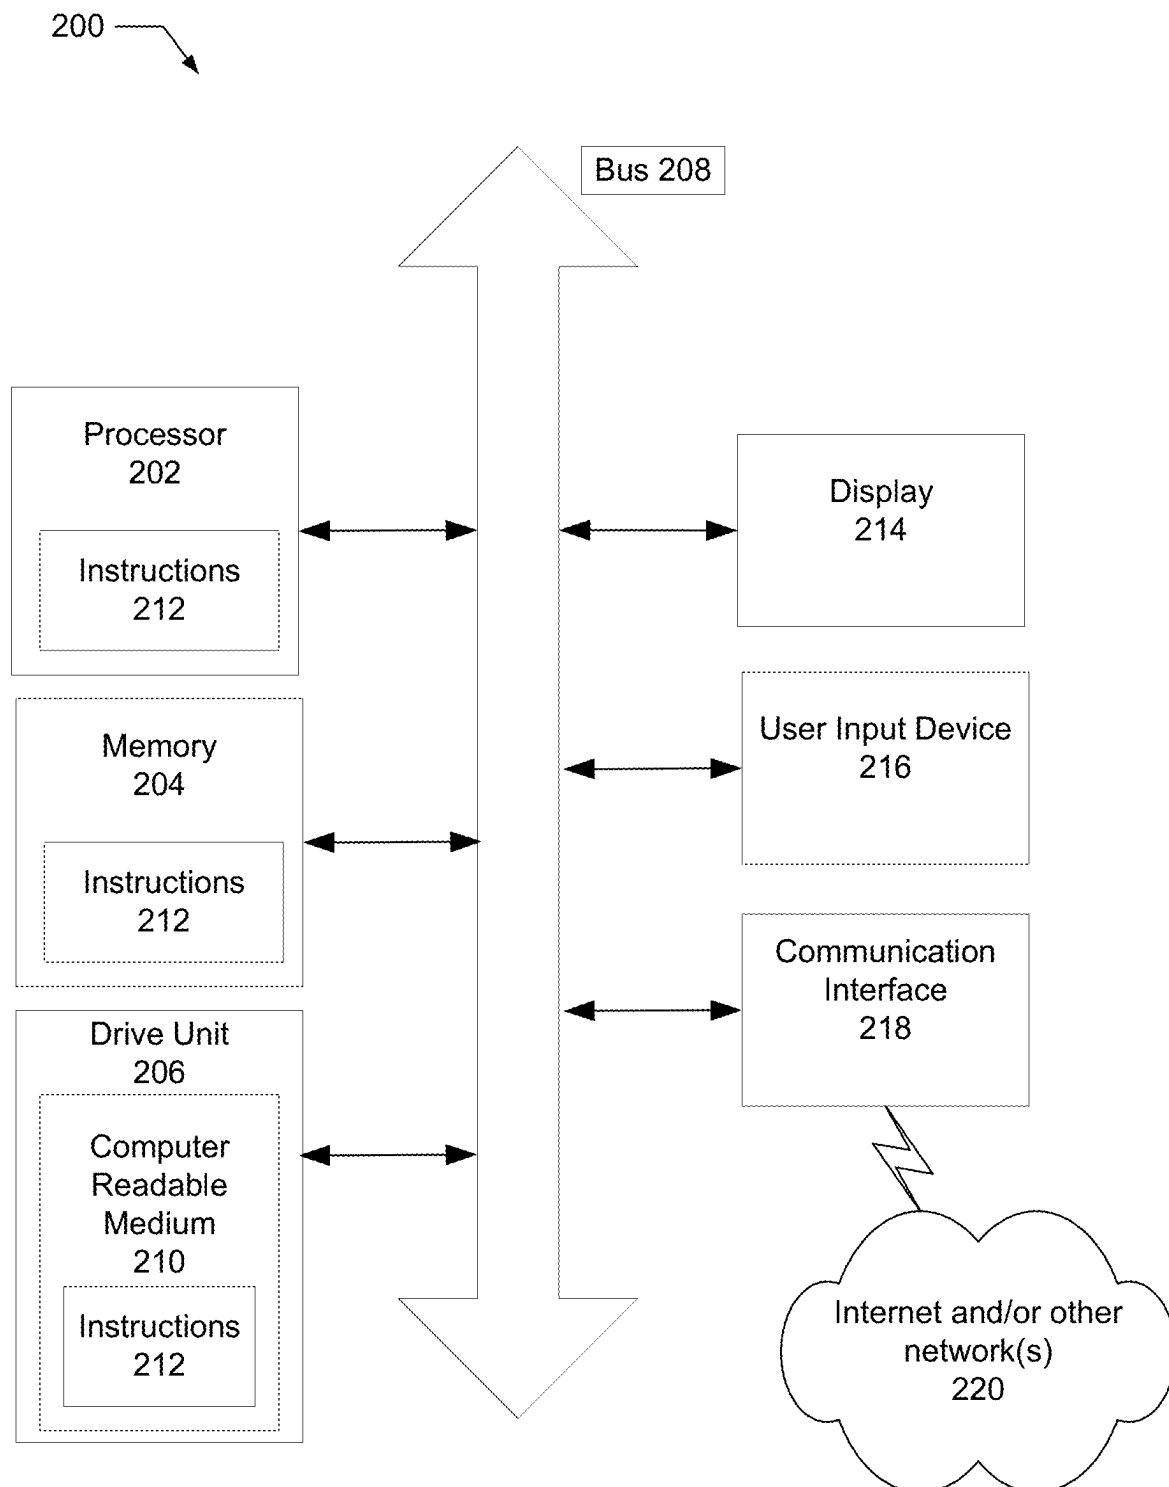 200
Bus 208
Processor
202
Instructions
212
Memory
204
Instructions
212
Drive Unit
206
Computer
Readable
Medium
210
Instructions
212
Display
214
User Input Device
216
Communication
Interface
218
Internet and/or other
network(s)
220